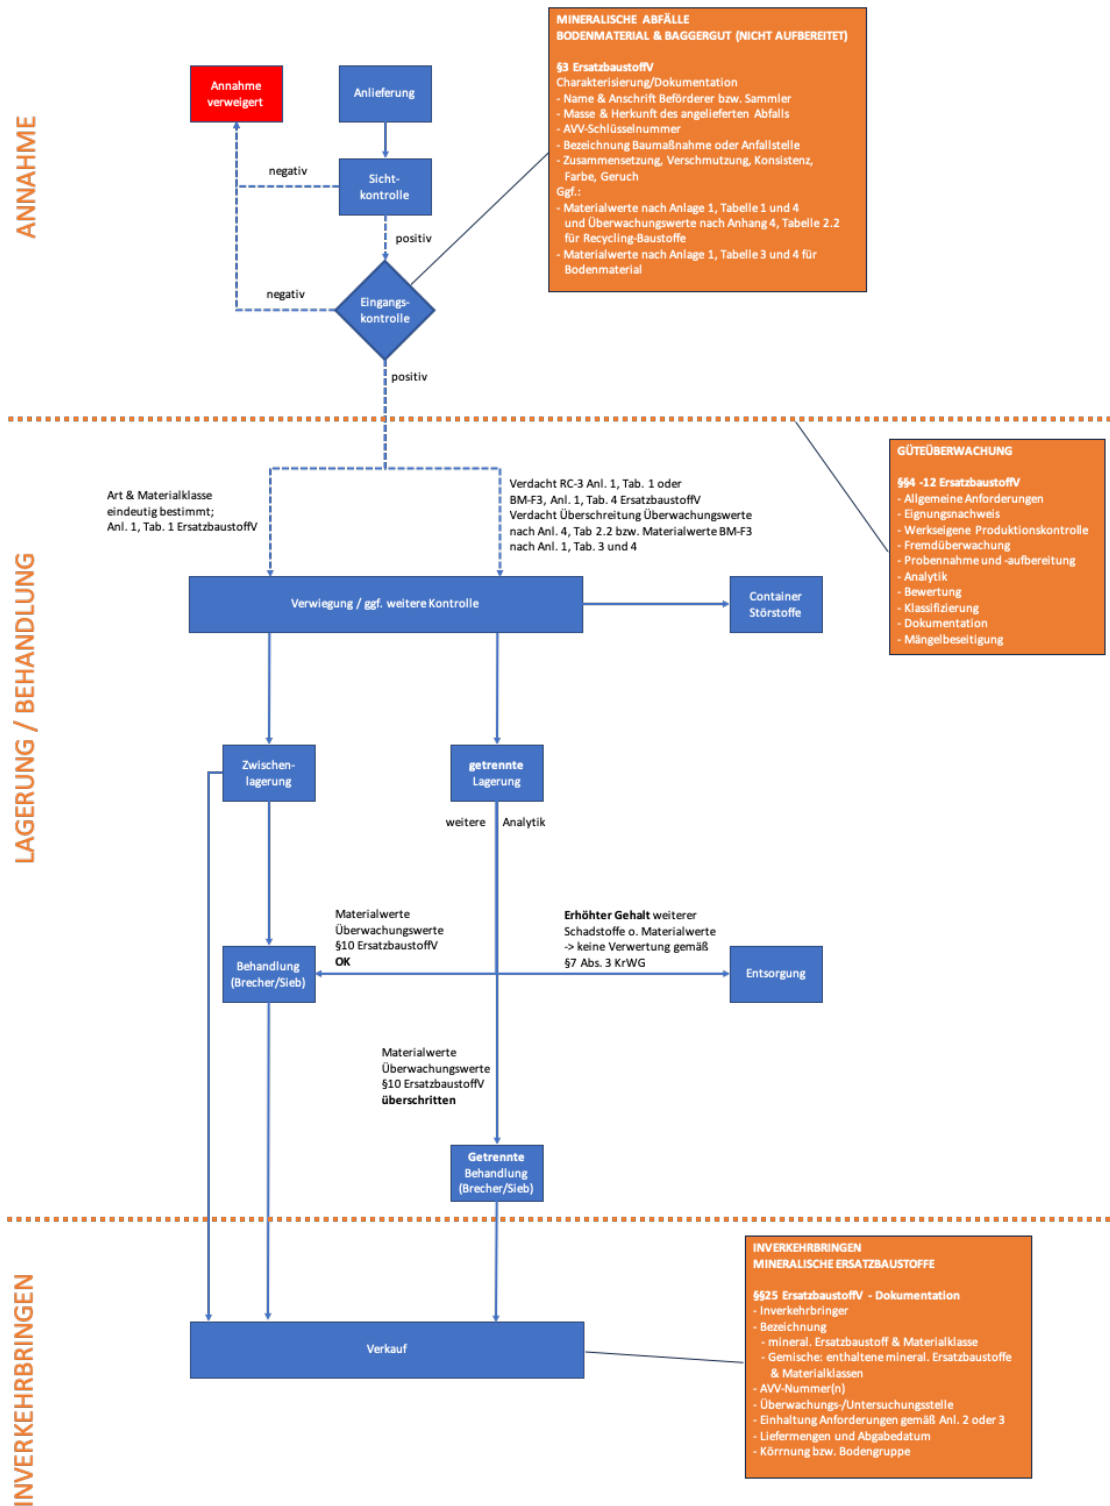 ANNAHME
Annahme
verweigert
Anlieferung
MINERALISCHE ABFÄLLE
BODENMATERIAL & BAGGERGUT (NICHT AUFBEREITET)
§3 ErsatzbaustoffV
Charakterisierung/Dokumentation
- Name & Anschrift Beförderer bzw. Sammler
- Masse & Herkunft des angelieferten Abfalls
- AVV-Schlüsselnummer
- Bezeichnung Baumaßnahme oder Anfallstelle
- Zusammensetzung, Verschmutzung, Konsistenz,
Farbe, Geruch
Ggf.:
- Materialwerte nach Anlage 1, Tabelle 1 und 4
und Überwachungswerte nach Anhang 4, Tabelle 2.2
für Recycling-Baustoffe
- Materialwerte nach Anlage 1, Tabelle 3 und 4 für
Bodenmaterial
negativ
Sicht-
kontrolle
positiv
negativ
Eingangs-
kontrolle
positiv
LAGERUNG / BEHANDLUNG
GÜTEÜBERWACHUNG
§§4 -12 ErsatzbaustoffV
- Allgemeine Anforderungen
- Eignungsnachweis
- Werkseigene Produktionskontrolle
- Fremdüberwachung
- Probennahme und -aufbereitung
- Analytik
- Bewertung
- Klassifizierung
- Dokumentation
- Mängelbeseitigung
Art & Materialklasse
eindeutig bestimmt;
Anl. 1, Tab. 1 ErsatzbaustoffV
Verdacht RC-3 Anl. 1, Tab. 1 oder
BM-F3, Anl. 1, Tab. 4 ErsatzbaustoffV
Verdacht Überschreitung Überwachungswerte
nach Anl. 4, Tab 2.2 bzw. Materialwerte BM-F3
nach Anl. 1, Tab. 3 und 4
Verwiegung / ggf. weitere Kontrolle
Container
Störstoffe
Zwischen-
lagerung
getrennte
Lagerung
weitere Analytik
Materialwerte
Überwachungswerte
§10 ErsatzbaustoffV
OK
Erhöhter Gehalt weiterer
Schadstoffe o. Materialwerte
-> keine Verwertung gemäß
§7 Abs. 3 KrWG
Behandlung
(Brecher/Sieb)
Entsorgung
Materialwerte
Überwachungswerte
§10 ErsatzbaustoffV
überschritten
Getrennte
Behandlung
(Brecher/Sieb)
INVERKEHRBRINGEN
INVERKEHRBRINGEN
MINERALISCHE ERSATZBAUSTOFFE
§§25 ErsatzbaustoffV - Dokumentation
- Inverkehrbringer
- Bezeichnung
- mineral. Ersatzbaustoff & Materialklasse
- Gemische: enthaltene mineral. Ersatzbaustoffe
& Materialklassen
- AVV-Nummer(n)
- Überwachungs-/Untersuchungsstelle
- Einhaltung Anforderungen gemäß Anl. 2 oder 3
- Liefermengen und Abgabedatum
- Körrnung bzw. Bodengruppe
Verkauf